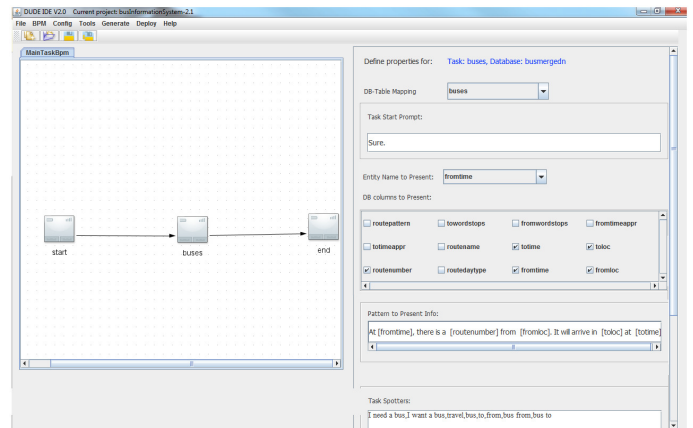 DUDE IDE V2.0 Current project: busInformationSystem-2.1
File BPM Config Tools Generate Deploy Help
MainTaskBpm
start
buses
end
Define properties for: Task: buses, Database: busmergedn
DB-Table Mapping buses
Task Start Prompt:
Sure.
Entity Name to Present: fromtime
DB columns to Present:
routepattern towordstops fromwordstops fromtimeappr
totimeappr routename totime toloc
routenumber routedaytype fromtime fromloc
Pattern to Present Info:
At [fromtime], there is a [routenumber] from [fromloc]. It will arrive in [toloc] at [totime]
Task Spotters:
I need a bus,I want a bus,travel,bus,to,from,bus from,bus to